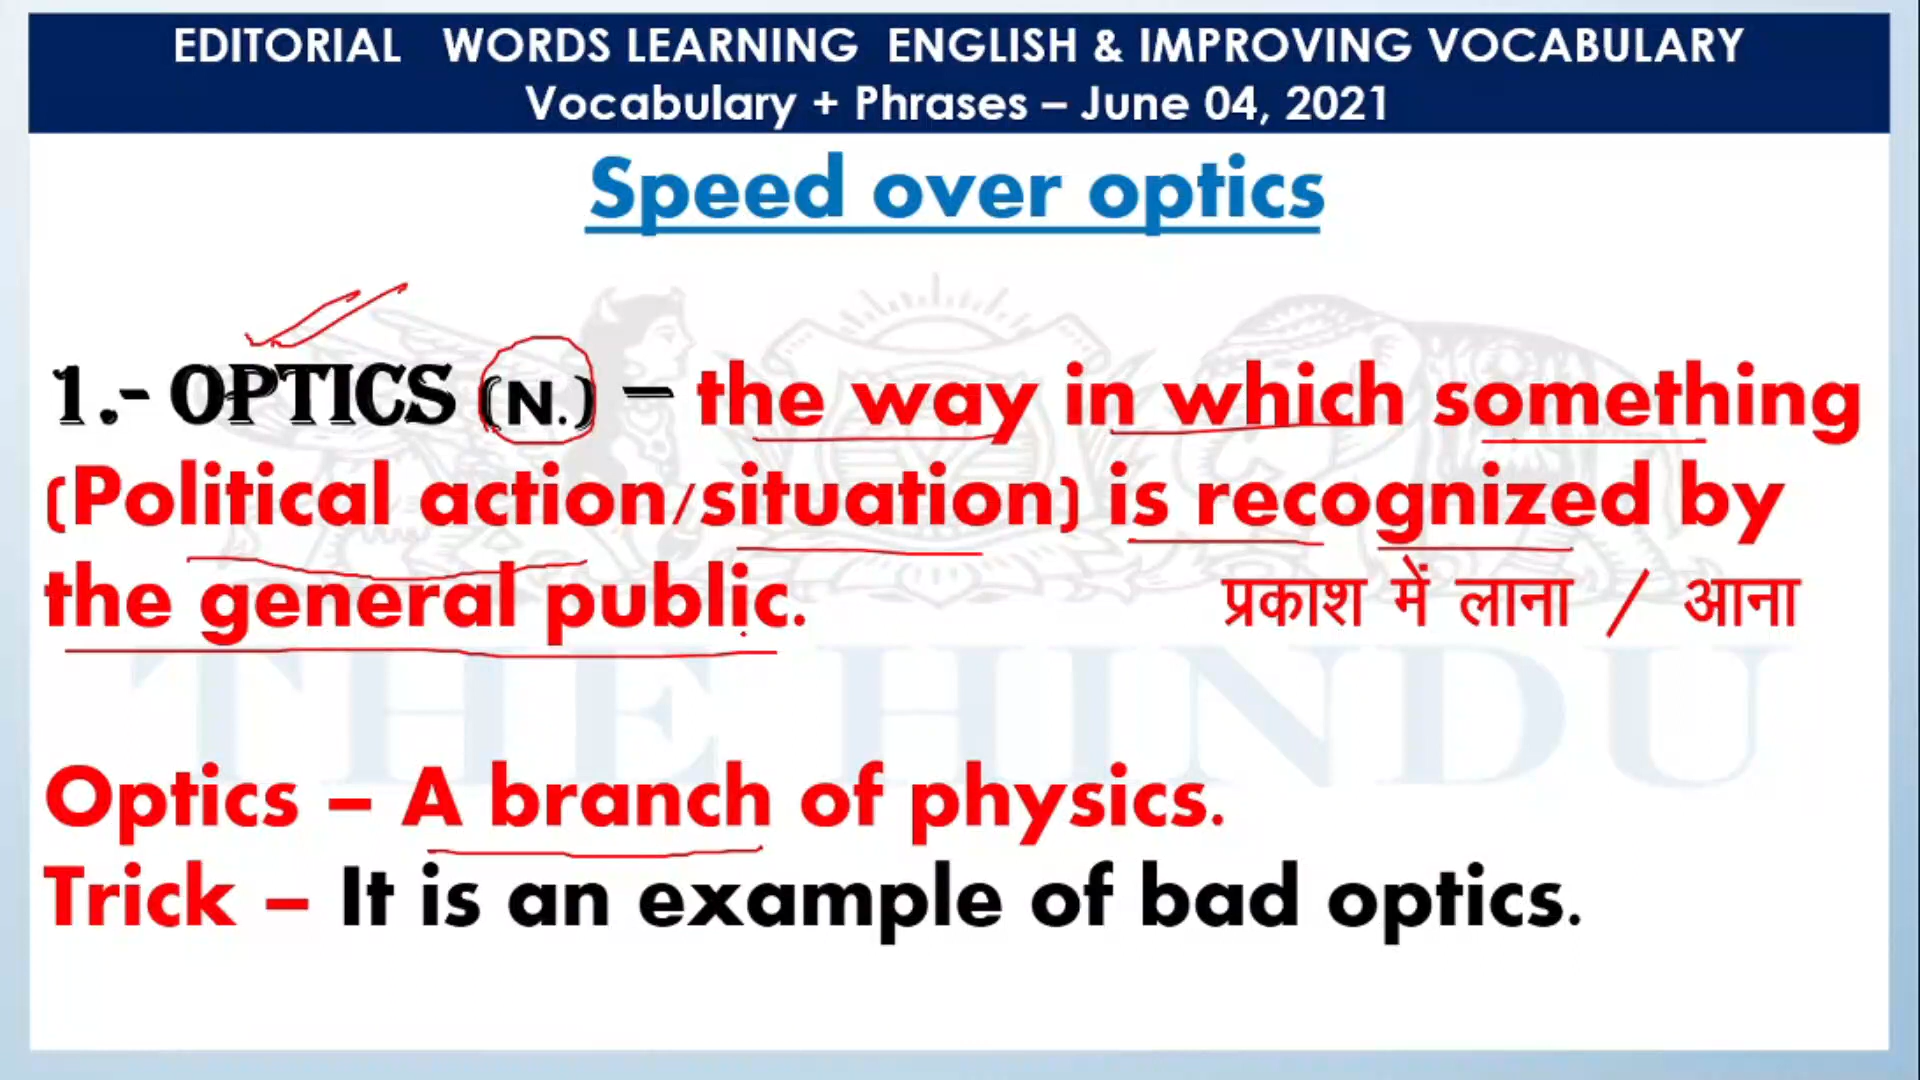 EDITORIAL WORDS LEARNING ENGLISH & IMPROVING VOCABULARY
Vocabulary + Phrases – June 04, 2021
Speed over optics
1.- OPTICS (N.) – the way in which something
(Political action/situation) is recognized by
the general public. प्रकाश में लाना / आना
THE HINDU
Optics – A branch of physics.
Trick – It is an example of bad optics.